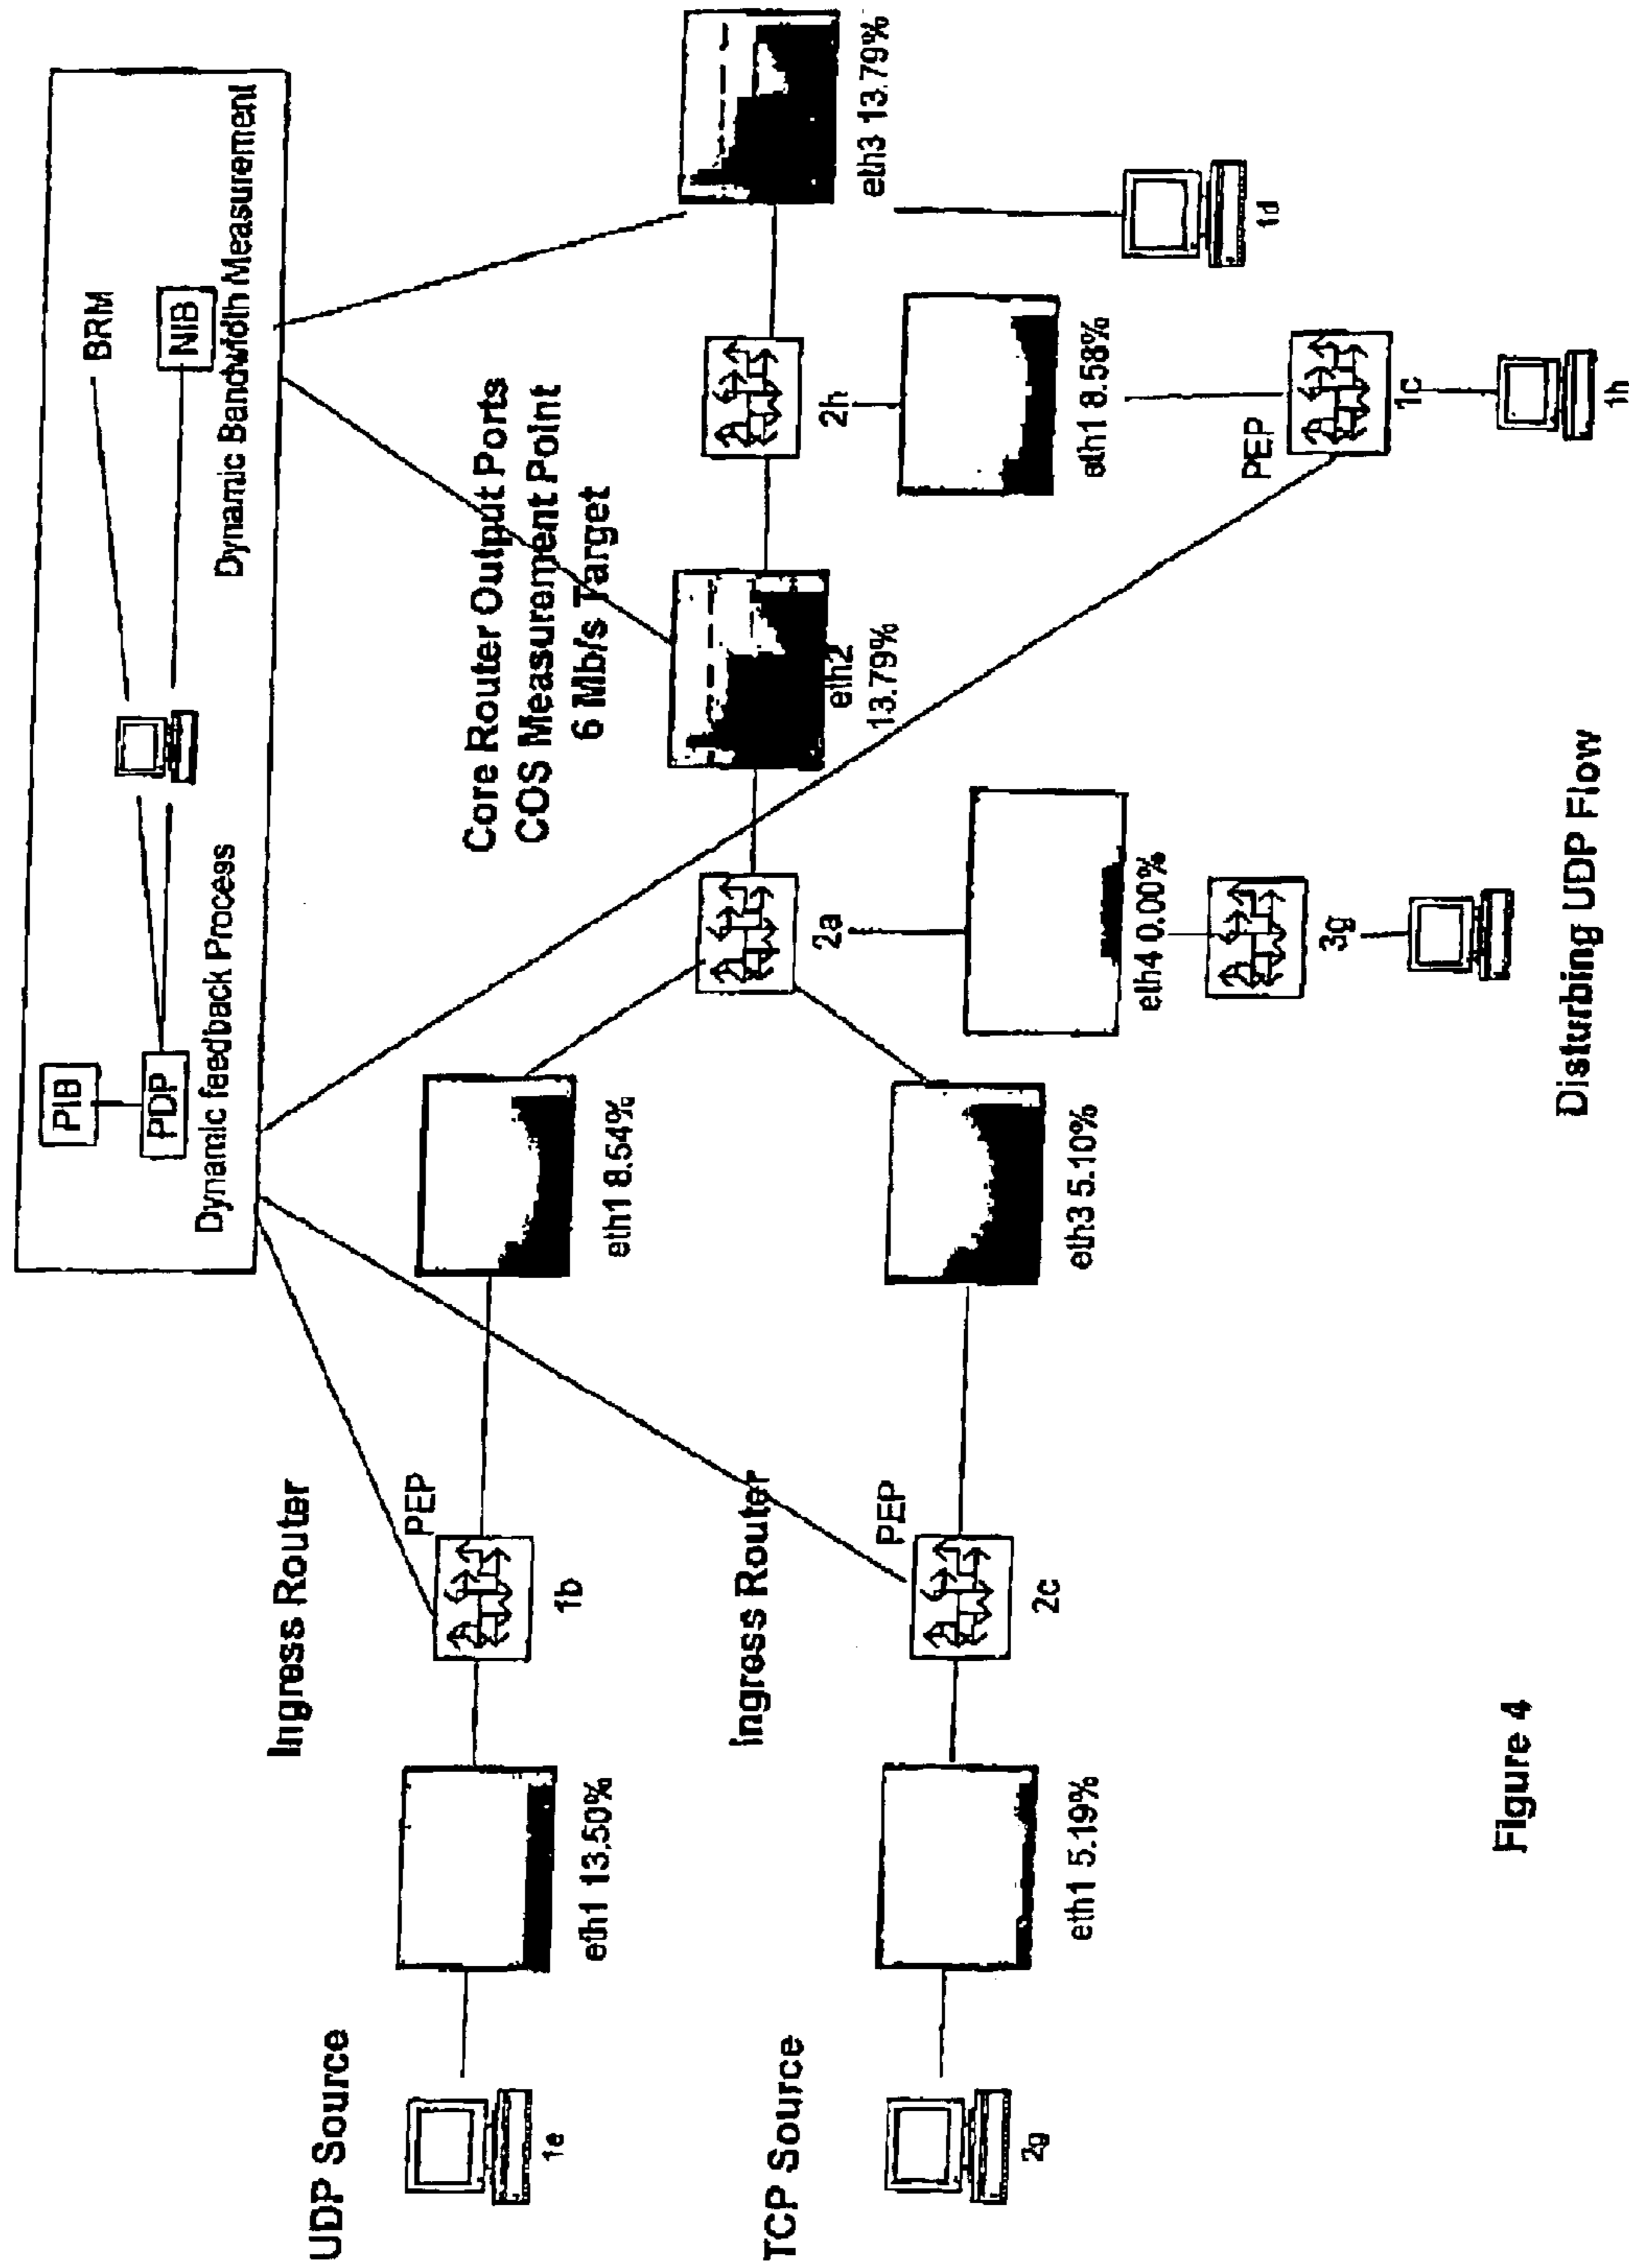 PIB
PDP
Dynamic feedback Process
BRM
NIB
Dynamic Bandwidth Measurement
Core Router Output Ports
COS Measurement Point
6 Mb/s Target
UDP Source
1e
eth1 13.50%
Ingress Router
PEP
1b
eth1 8.54%
TCP Source
2g
eth1 5.19%
Ingress Router
PEP
2c
eth3 5.10%
2a
eth2
13.79%
2h
eth3 13.79%
1d
eth4 0.00%
3g
eth1 8.58%
PEP
1c
1h
Disturbing UDP Flow
Figure 4